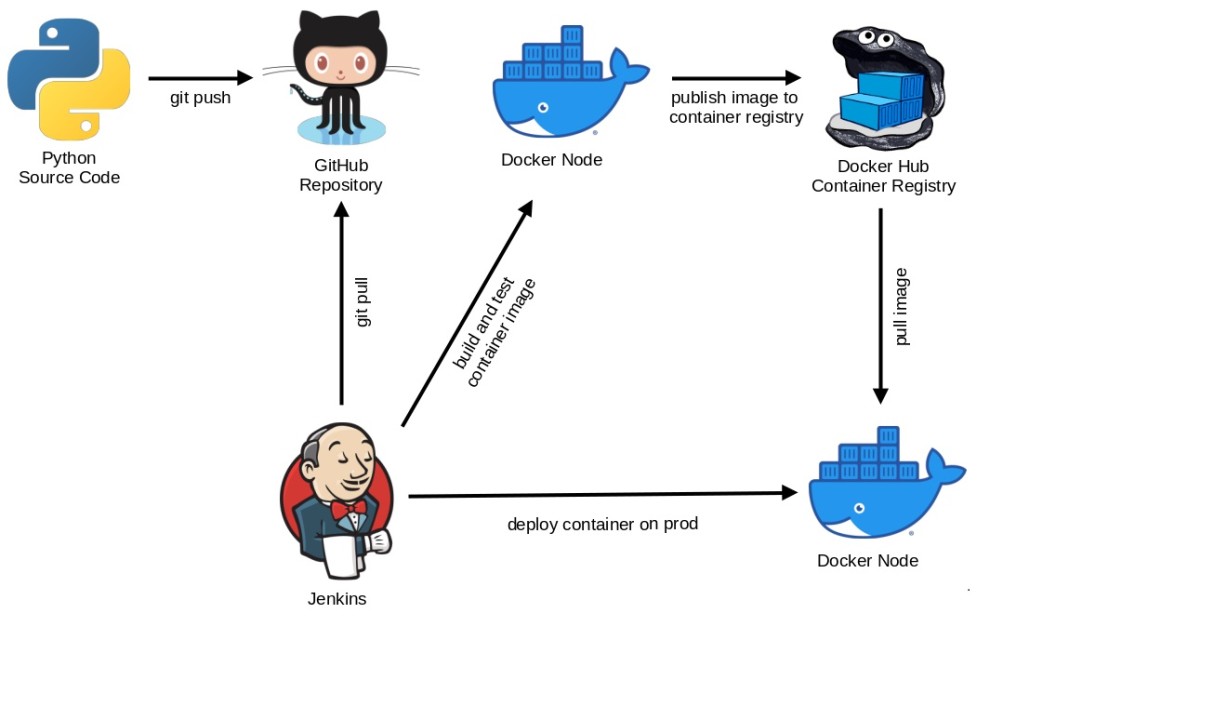 git push
publish image to
container registry
Python
Source Code
GitHub
Repository
Docker Node
Docker Hub
Container Registry
git pull
build and test
container image
pull image
deploy container on prod
Docker Node
Jenkins